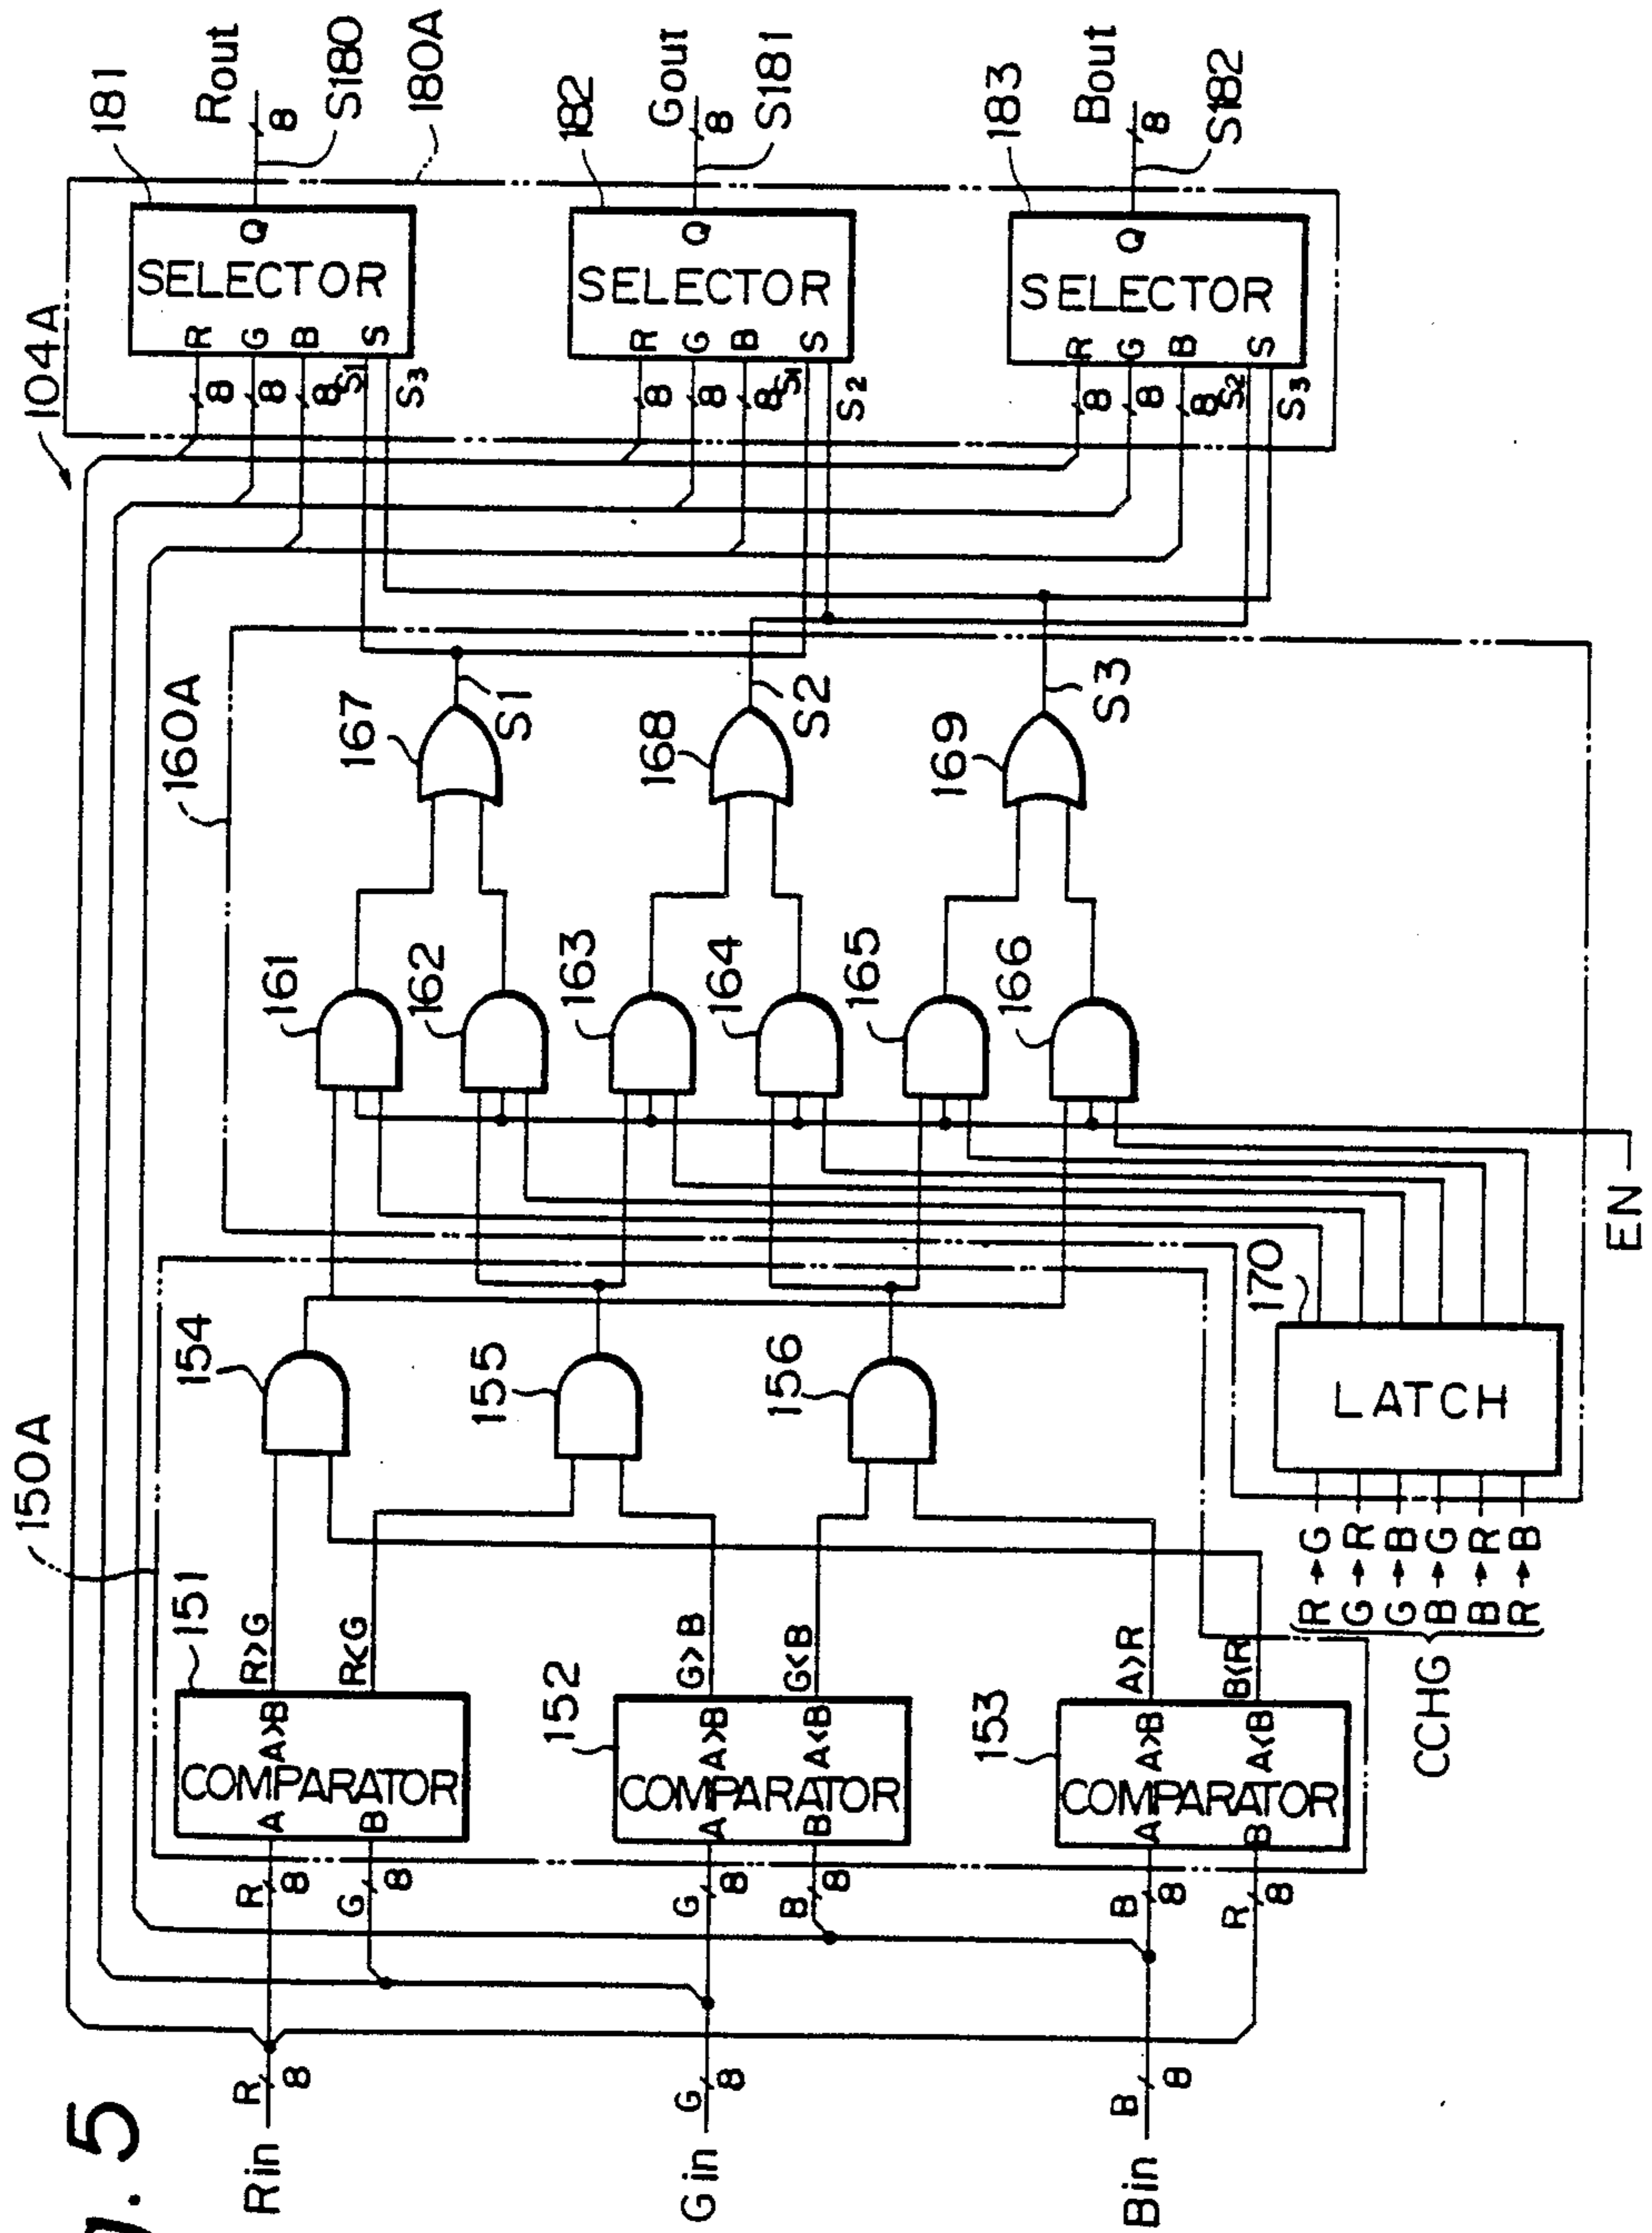 g. 5
104A
150A
160A
180A
Rin
R
8
Gin
G
8
Bin
B
8
R
8
G
8
G
8
B
8
B
8
R
8
151
COMPARATOR
A
B
A>B
R>G
R<G
152
COMPARATOR
A
B
A>B
A<B
G>B
G<B
153
COMPARATOR
A
B
A>B
A<B
A>R
B<R
154
155
156
CCHG
R→G
G→R
G→B
B→G
B→R
R→B
170
LATCH
EN
161
162
163
164
165
166
167
168
169
S1
S2
S3
181
SELECTOR
R
G
B
S
Q
8
8
8
S1
S3
Rout
8
S180
182
SELECTOR
R
G
B
S
Q
8
8
8
S1
S2
Gout
8
S181
183
SELECTOR
R
G
B
S
Q
8
8
8
S2
S3
Bout
8
S182